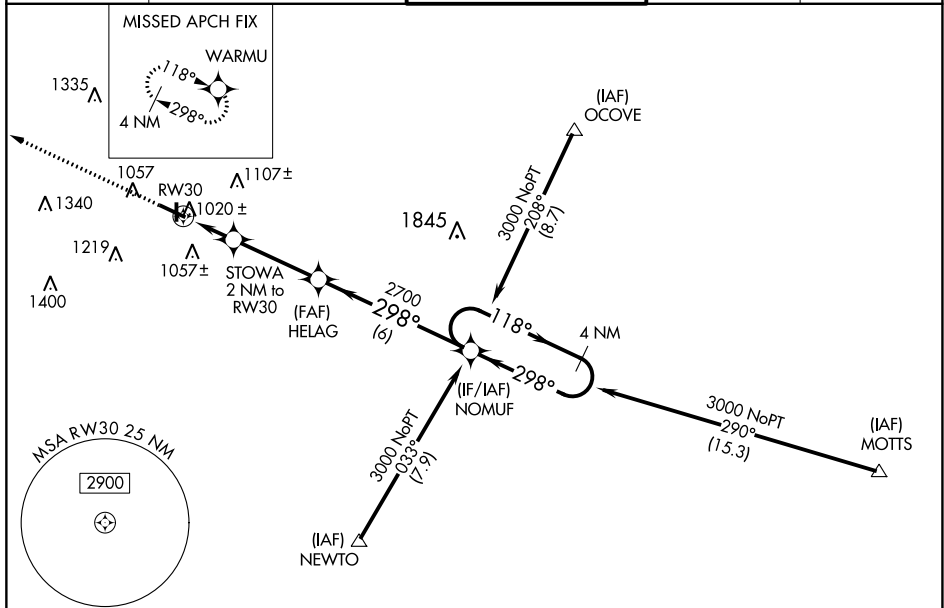 MISSED APCH FIX
WARMU
118°
298°
4 NM
1335
(IAF)
OCOVE
1057
1107±
RW30
1340
1020 ±
3000 NoPT
208°
(8.7)
1845
1219
1057±
STOWA
2 NM to
RW30
1400
2700
298°
(6)
(FAF)
HELAG
118°
4 NM
298°
(IF/IAF)
NOMUF
3000 NoPT
290°
(15.3)
(IAF)
MOTTS
3000 NoPT
033°
(7.9)
MSA RW30 25 NM
2900
(IAF)
NEWTO